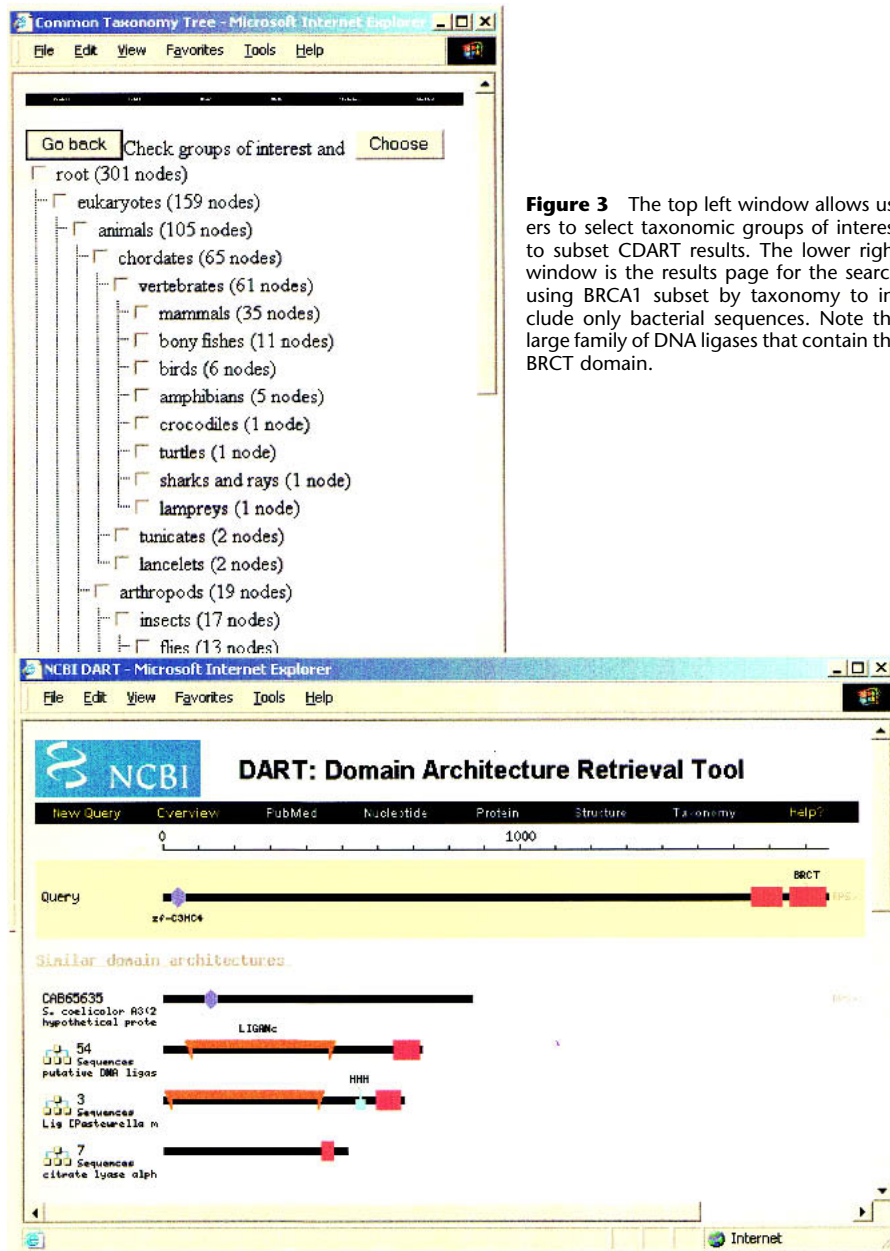 Common Taxonomy Tree - Microsoft Internet Explorer
File Edit View Favorites Tools Help
Go back Check groups of interest and Choose
root (301 nodes)
eukaryotes (159 nodes)
animals (105 nodes)
chordates (65 nodes)
vertebrates (61 nodes)
mammals (35 nodes)
bony fishes (11 nodes)
birds (6 nodes)
amphibians (5 nodes)
crocodiles (1 node)
turtles (1 node)
sharks and rays (1 node)
lampreys (1 node)
tunicates (2 nodes)
lancelets (2 nodes)
arthropods (19 nodes)
insects (17 nodes)
flies (13 nodes)
Figure 3 The top left window allows us
ers to select taxonomic groups of interes
to subset CDART results. The lower righ
window is the results page for the searc
using BRCA1 subset by taxonomy to in
clude only bacterial sequences. Note th
large family of DNA ligases that contain th
BRCT domain.
NCBI DART - Microsoft Internet Explorer
File Edit View Favorites Tools Help
NCBI DART: Domain Architecture Retrieval Tool
New Query Overview PubMed Nucleotide Protein Structure Taxonomy Help?
0 1000
BRCT
Query
zf-C3HC4
Similar domain architectures
CAB65635
S. coelicolor A3(2
hypothetical prote
LIGANc
54
Sequences
putative DNA ligas
HHH
3
Sequences
Lig [Pasteurella m
7
Sequences
citrate lyase alph
Internet